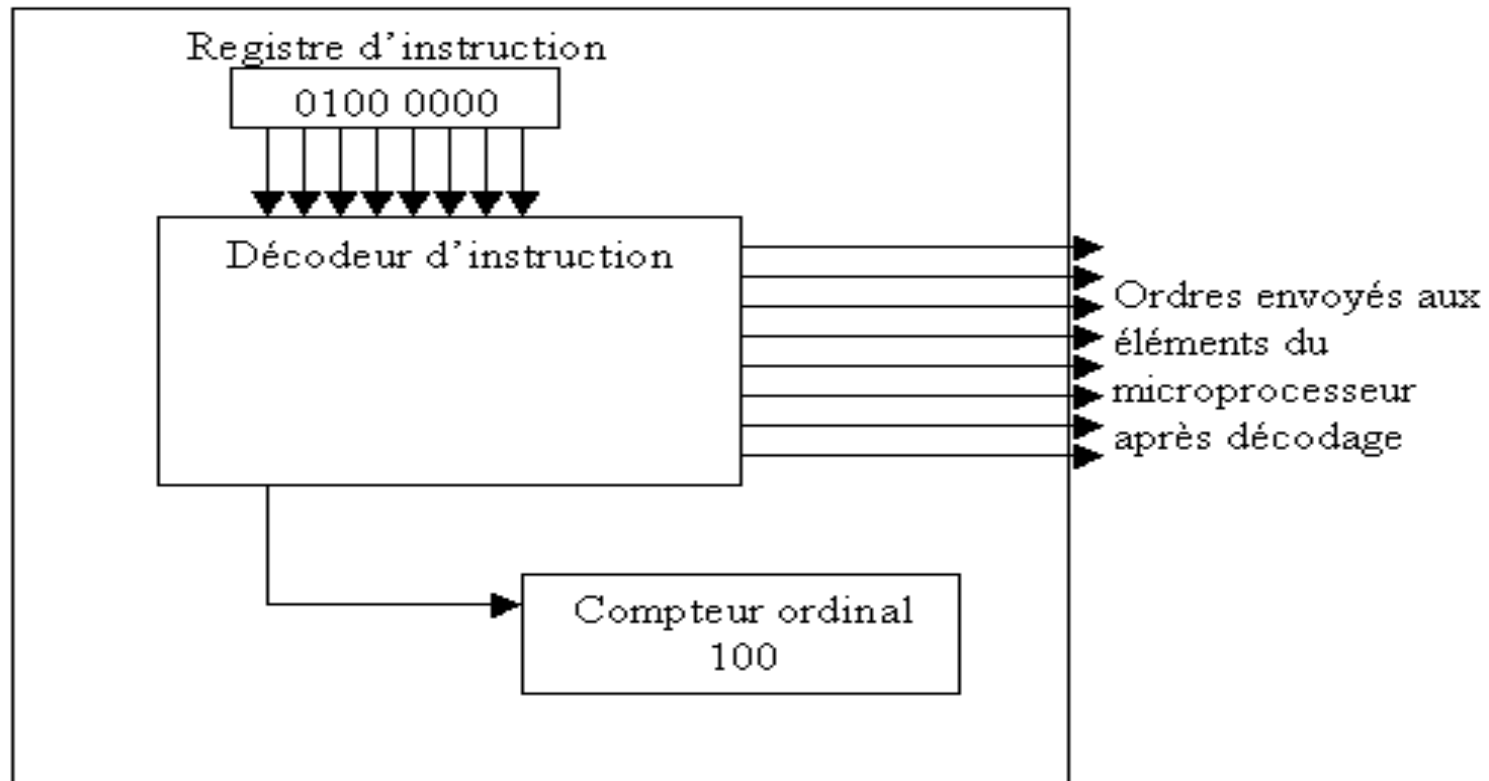 Registre d'instruction
0100 0000
Décodeur d'instruction
Ordres envoyés aux
éléments du
microprocesseur
après décodage
Compteur ordinal
100